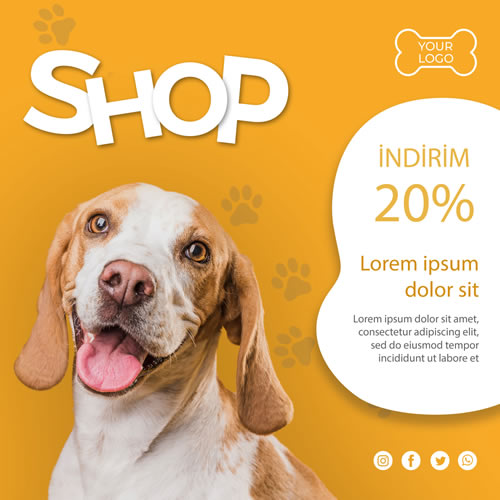 SHOP
YOUR
LOGO
İNDİRİM
20%
Lorem ipsum
dolor sit
Lorem ipsum dolor sit amet,
consectetur adipiscing elit,
sed do eiusmod tempor
incididunt ut labore et